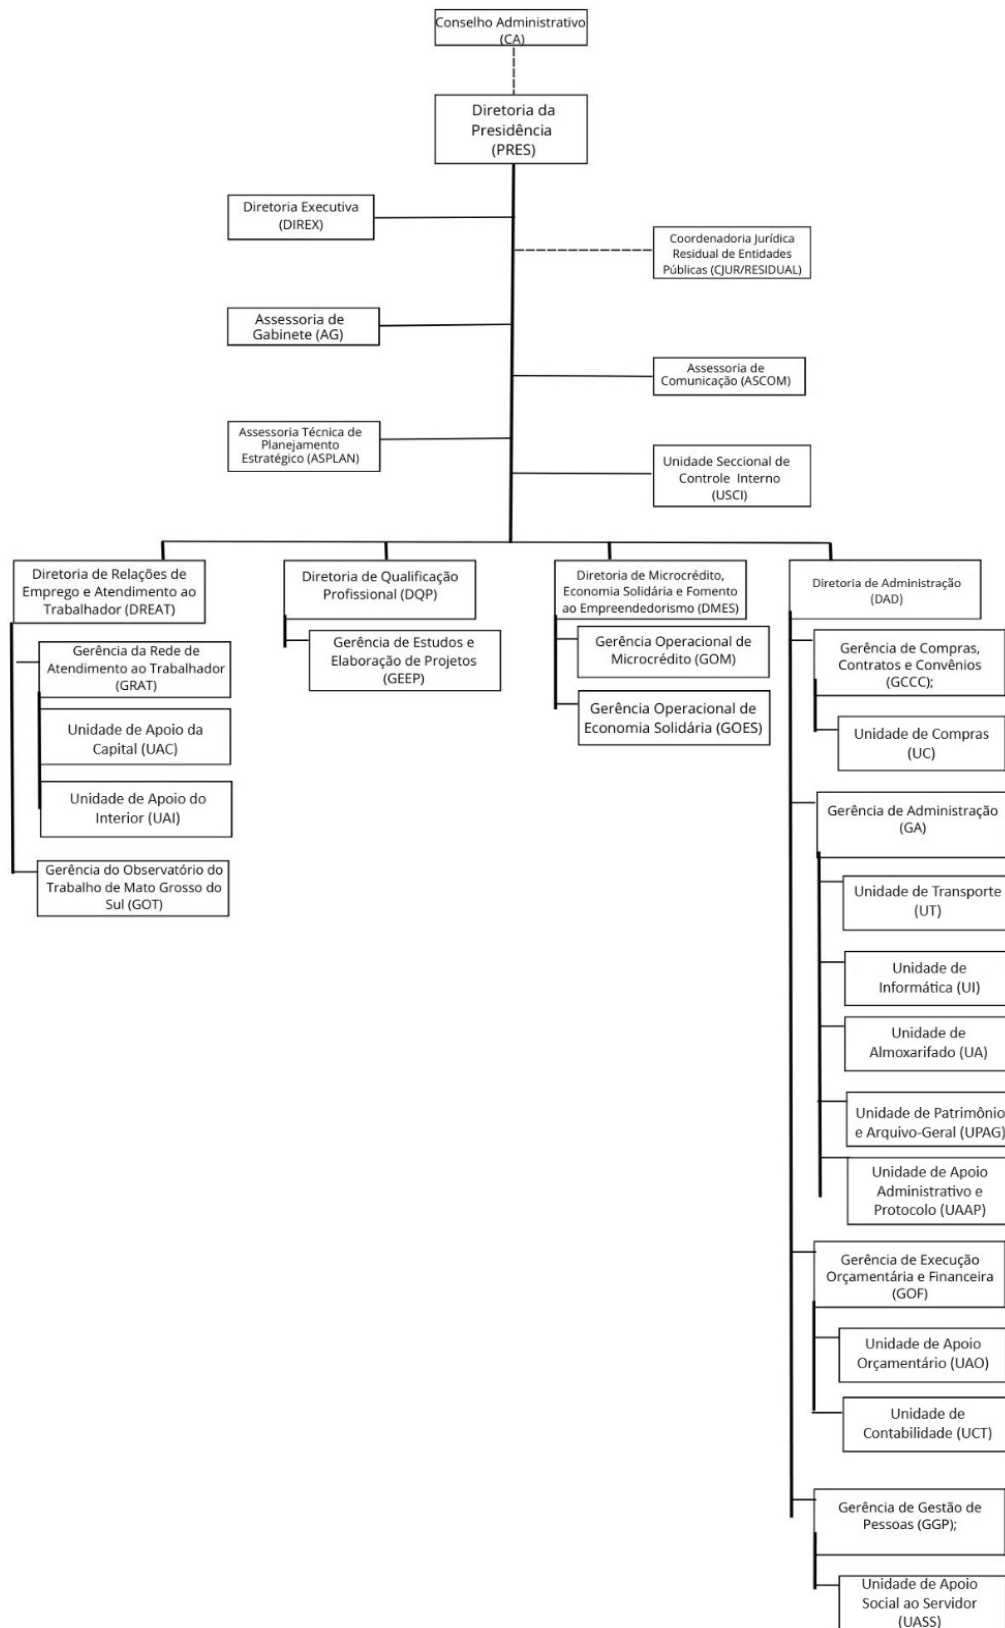 Conselho Administrativo
(CA)
Diretoria da
Presidência
(PRES)
Diretoria Executiva
(DIREX)
Coordenadoria Jurídica
Residual de Entidades
Públicas (CJUR/RESIDUAL)
Assessoria de
Gabinete (AG)
Assessoria de
Comunicação (ASCOM)
Assessoria Técnica de
Planejamento
Estratégico (ASPLAN)
Unidade Seccional de
Controle Interno
(USCI)
Diretoria de Relações de
Emprego e Atendimento ao
Trabalhador (DREAT)
Gerência da Rede de
Atendimento ao Trabalhador
(GRAT)
Unidade de Apoio da
Capital (UAC)
Unidade de Apoio do
Interior (UAI)
Gerência do Observatório do
Trabalho de Mato Grosso do
Sul (GOT)
Diretoria de Qualificação
Profissional (DQP)
Gerência de Estudos e
Elaboração de Projetos
(GEEP)
Diretoria de Microcrédito,
Economia Solidária e Fomento
ao Empreendedorismo (DMES)
Gerência Operacional de
Microcrédito (GOM)
Gerência Operacional de
Economia Solidária (GOES)
Diretoria de Administração
(DAD)
Gerência de Compras,
Contratos e Convênios
(GCCC);
Unidade de Compras
(UC)
Gerência de Administração
(GA)
Unidade de Transporte
(UT)
Unidade de
Informática (UI)
Unidade de
Almoxarifado (UA)
Unidade de Patrimônio
e Arquivo-Geral (UPAG)
Unidade de Apoio
Administrativo e
Protocolo (UAAP)
Gerência de Execução
Orçamentária e Financeira
(GOF)
Unidade de Apoio
Orçamentário (UAO)
Unidade de
Contabilidade (UCT)
Gerência de Gestão de
Pessoas (GGP);
Unidade de Apoio
Social ao Servidor
(UASS)